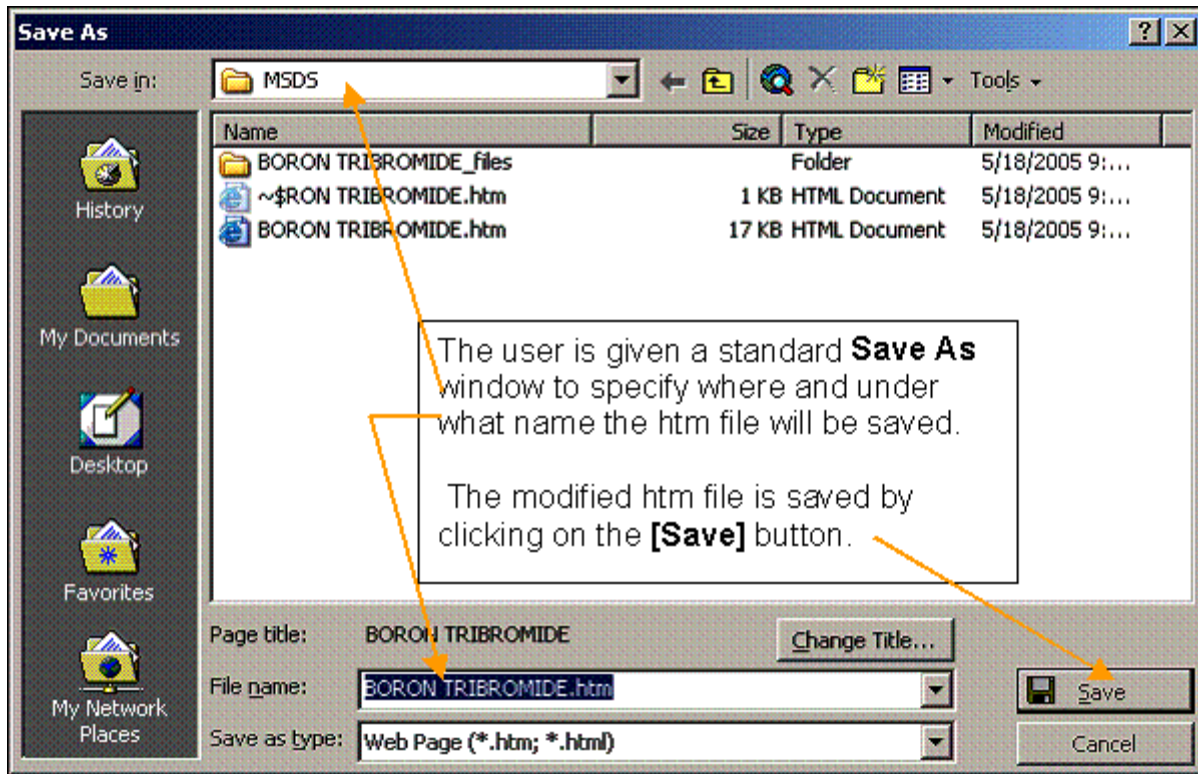 Save As
Save in: MSDS Tools
Name Size Type Modified
BORON TRIBROMIDE_files Folder 5/18/2005 9:...
~$RON TRIBROMIDE.htm 1 KB HTML Document 5/18/2005 9:...
BORON TRIBROMIDE.htm 17 KB HTML Document 5/18/2005 9:...
History
My Documents
Desktop
Favorites
My Network
Places
The user is given a standard Save As
window to specify where and under
what name the htm file will be saved.
The modified htm file is saved by
clicking on the [Save] button.
Page title: BORON TRIBROMIDE Change Title...
File name: BORON TRIBROMIDE.htm Save
Save as type: Web Page (*.htm; *.html) Cancel